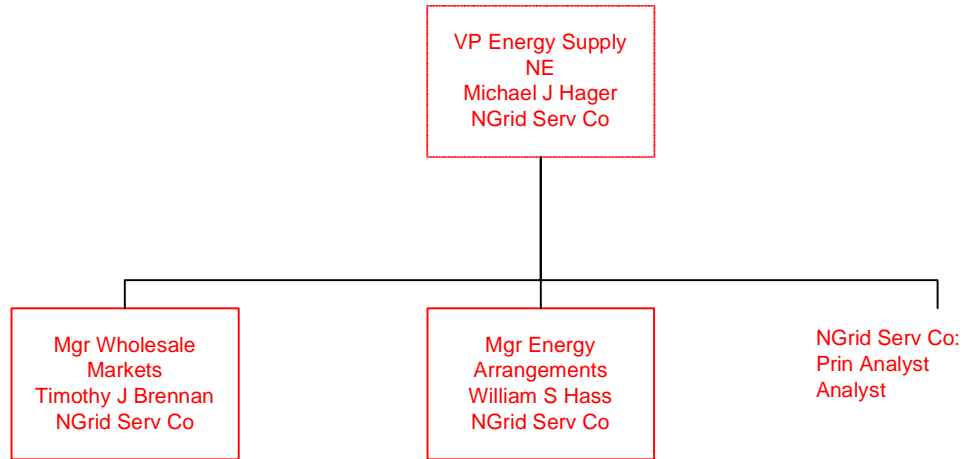 VP Energy Supply
NE
Michael J Hager
NGrid Serv Co
Mgr Wholesale
Markets
Timothy J Brennan
NGrid Serv Co
Mgr Energy
Arrangements
William S Hass
NGrid Serv Co
NGrid Serv Co:
Prin Analyst
Analyst